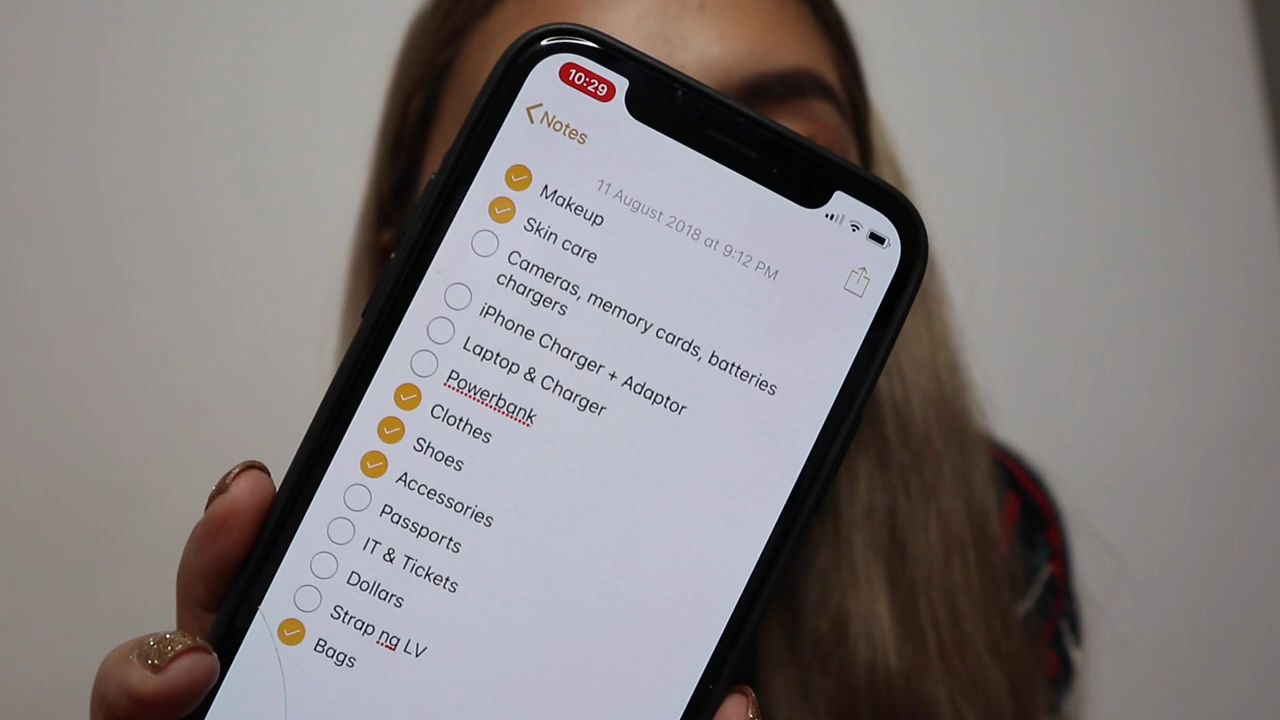 10:29
Notes
11 August 2018 at 9:12 PM
Makeup
Skin care
Cameras, memory cards, batteries
chargers
iPhone Charger + Adaptor
Laptop & Charger
Powerbank
Clothes
Shoes
Accessories
Passports
IT & Tickets
Dollars
Strap ng LV
Bags